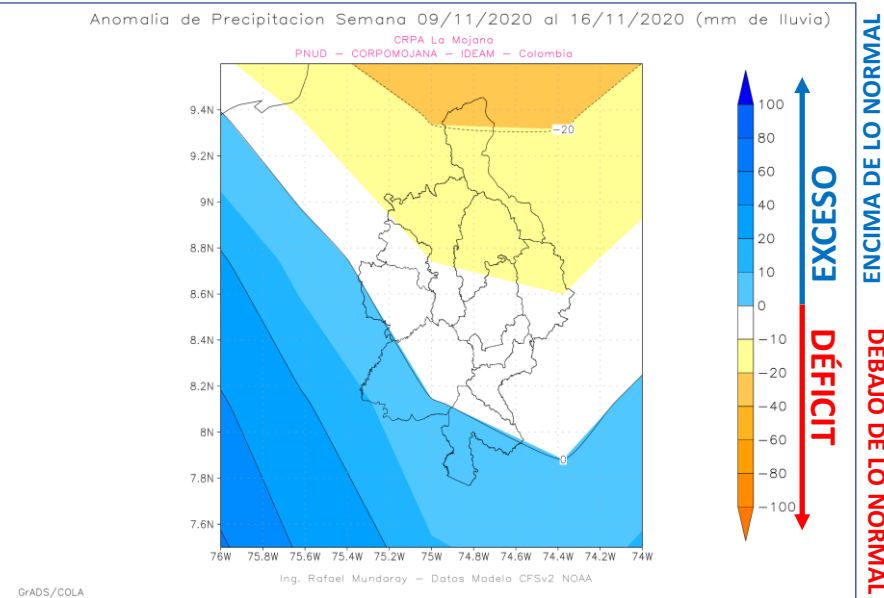 Anomalia de Precipitacion Semana 09/11/2020 al 16/11/2020 (mm de lluvia)
CRPA La Mojana
PNUD – CORPOMOJANA – IDEAM – Colombia
9.4N
9.2N
9N
8.8N
8.6N
8.4N
8.2N
8N
7.8N
7.6N
76W 75.8W 75.6W 75.4W 75.2W 75W 74.8W 74.6W 74.4W 74.2W 74W
−20
0
100
80
60
40
20
10
0
−10
−20
−40
−60
−80
−100
EXCESO
DÉFICIT
ENCIMA DE LO NORMAL
DEBAJO DE LO NORMAL
Ing. Rafael Mundaray – Datos Modelo CFSv2 NOAA
GrADS/COLA